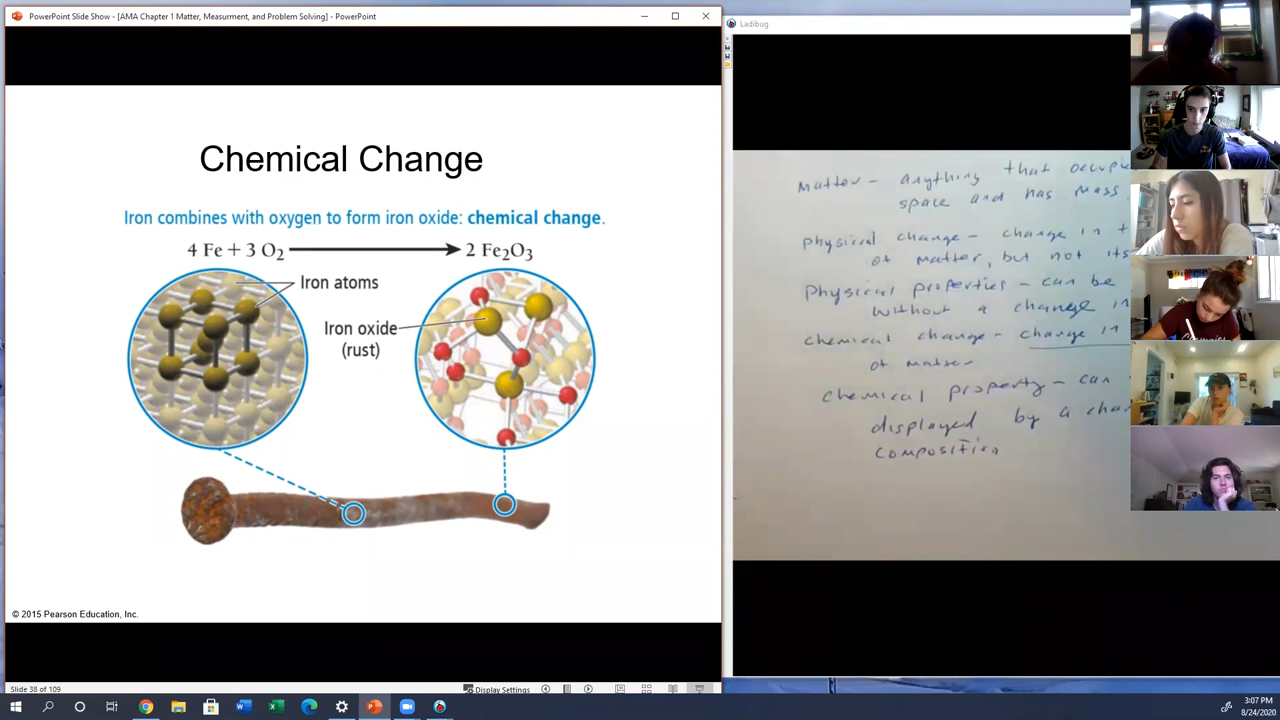 PowerPoint Slide Show - [AMA Chapter 1 Matter, Measurment, and Problem Solving] - PowerPoint
Chemical Change
Iron combines with oxygen to form iron oxide: chemical change.
4 Fe + 3 O₂ ⟶ 2 Fe₂O₃
Iron atoms
Iron oxide
(rust)
© 2015 Pearson Education, Inc.
Slide 38 of 109
Display Settings
Ladibug
Matter - anything that occup
space and has mass
physical change - change in
of matter, but not its
physical properties - can be
without a change in
chemical change - change in
of matter
chemical property - can
displayed by a cha
composition
3:07 PM
8/24/2020